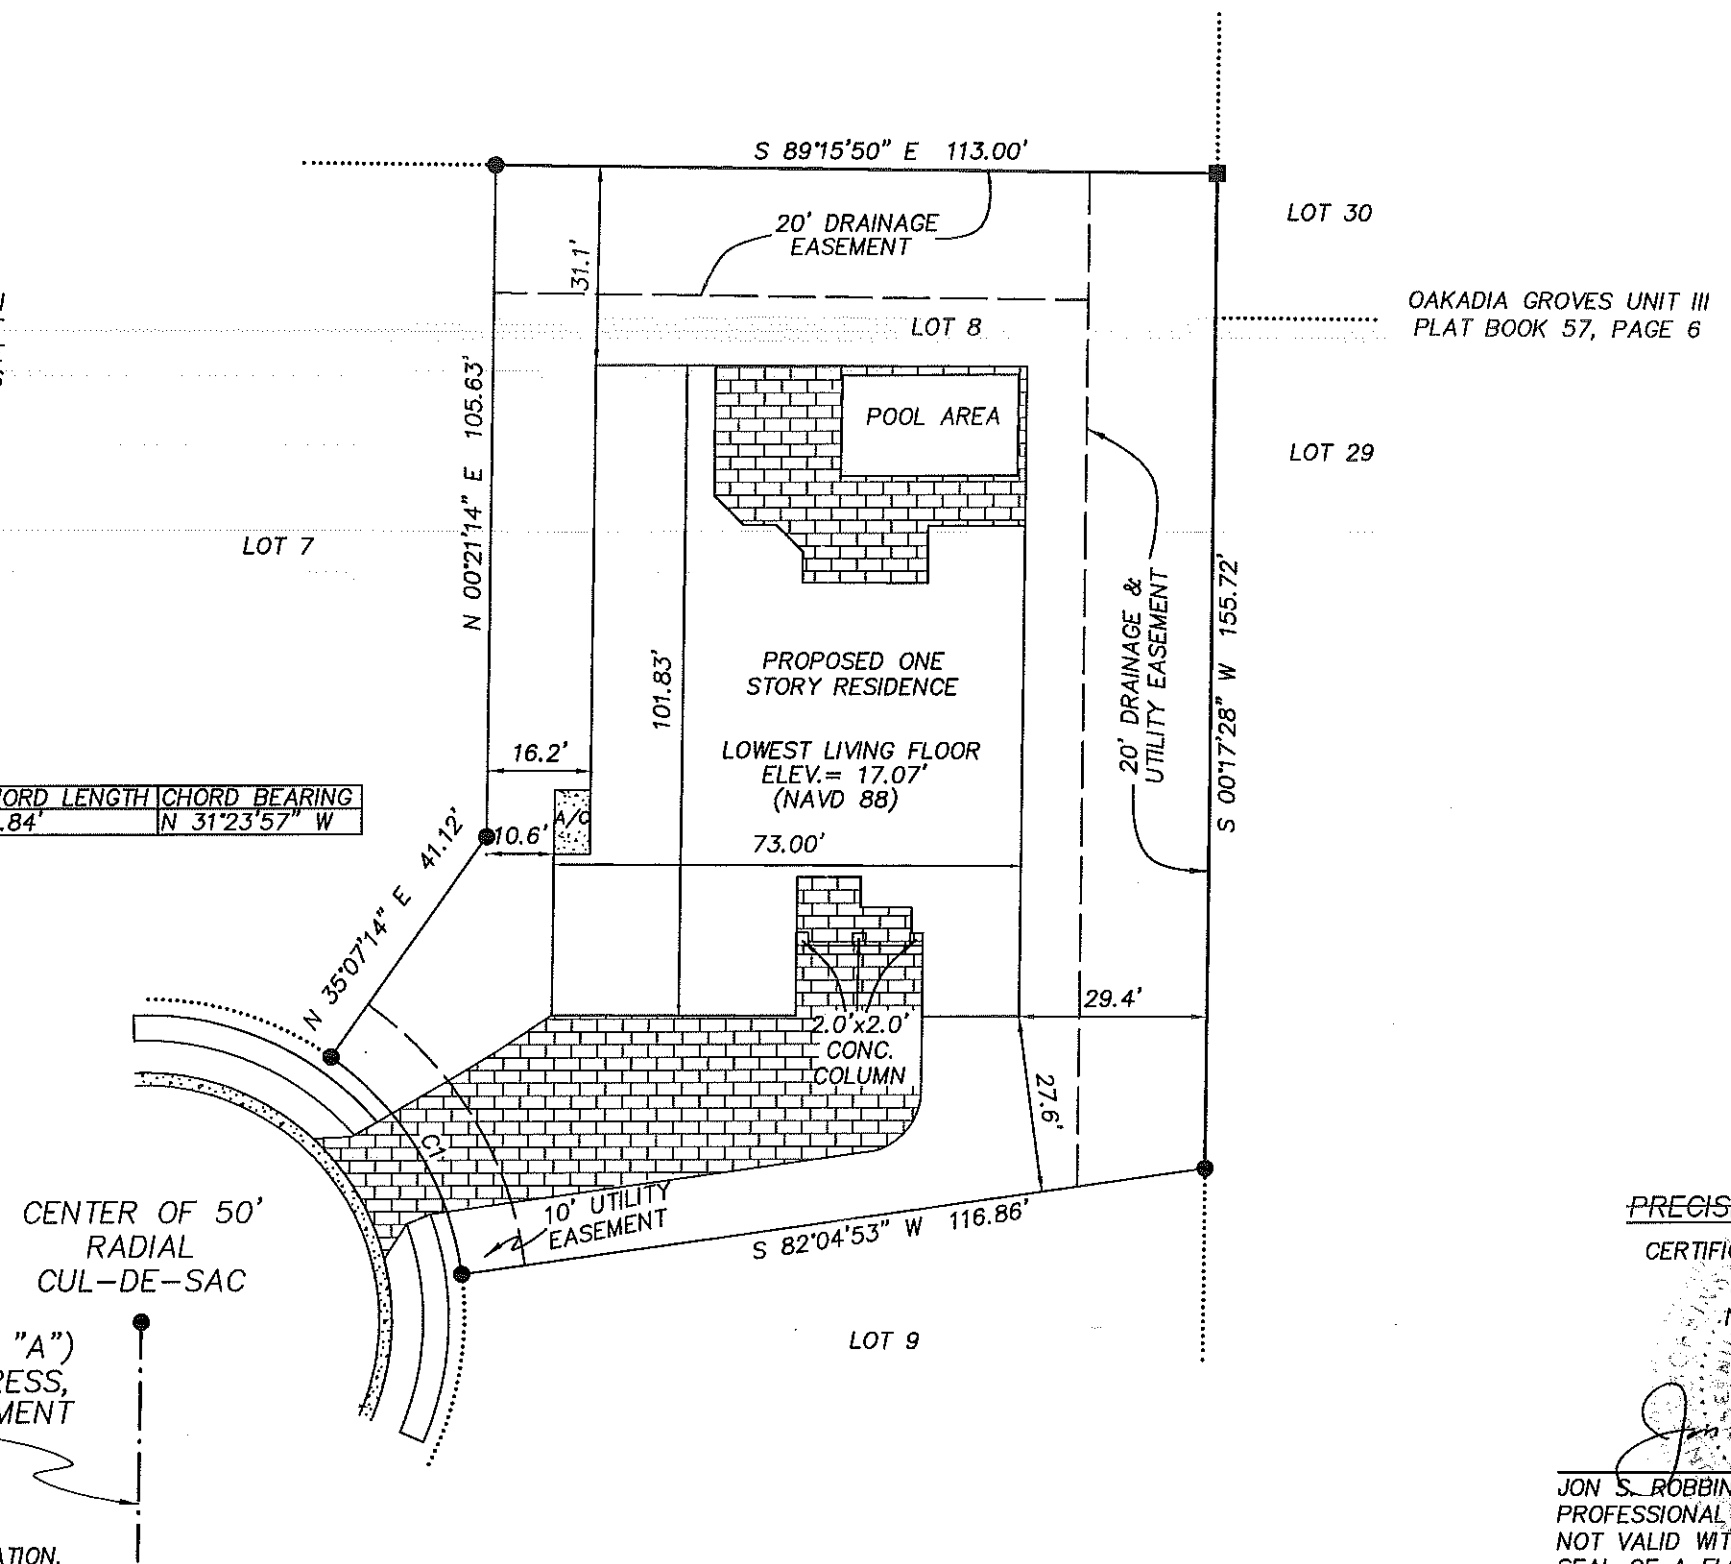 S 89°15'50" E 113.00'
20' DRAINAGE
EASEMENT
31.1'
LOT 30
OAKADIA GROVES UNIT III
PLAT BOOK 57, PAGE 6
LOT 8
N 00°21'14" E 105.63'
POOL AREA
LOT 29
LOT 7
20' DRAINAGE &
UTILITY EASEMENT
S 00°17'28" W 155.72'
101.83'
PROPOSED ONE
STORY RESIDENCE
LOWEST LIVING FLOOR
ELEV.= 17.07'
(NAVD 88)
16.2'
LENGTH CHORD BEARING
.84' N 31°23'57" W
A/C
10.6'
73.00'
N 35°07'14" E 41.12'
29.4'
2.0'x2.0'
CONC.
COLUMN
27.6'
C1
10' UTILITY
EASEMENT
S 82°04'53" W 116.86'
CENTER OF 50'
RADIAL
CUL-DE-SAC
LOT 9
"A")
JON S. ROBBIN
PROFESSIONAL
NOT VALID WIT